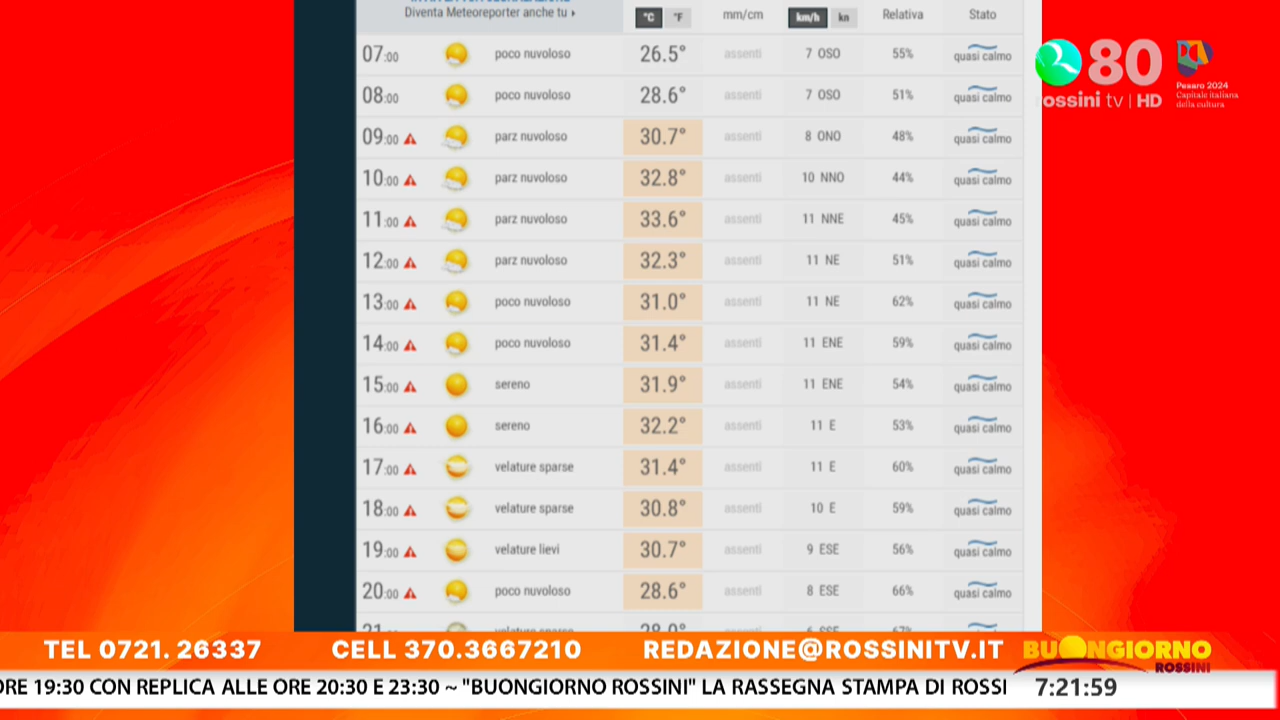 Diventa Meteoreporter anche tu ▸
°C °F mm/cm km/h kn Relativa Stato
07:00 poco nuvoloso 26.5° assenti 7 OSO 55% quasi calmo
08:00 poco nuvoloso 28.6° assenti 7 OSO 51% quasi calmo
09:00 parz nuvoloso 30.7° assenti 8 ONO 48% quasi calmo
10:00 parz nuvoloso 32.8° assenti 10 NNO 44% quasi calmo
11:00 parz nuvoloso 33.6° assenti 11 NNE 45% quasi calmo
12:00 parz nuvoloso 32.3° assenti 11 NE 51% quasi calmo
13:00 poco nuvoloso 31.0° assenti 11 NE 62% quasi calmo
14:00 poco nuvoloso 31.4° assenti 11 ENE 59% quasi calmo
15:00 sereno 31.9° assenti 11 ENE 54% quasi calmo
16:00 sereno 32.2° assenti 11 E 53% quasi calmo
17:00 velature sparse 31.4° assenti 11 E 60% quasi calmo
18:00 velature sparse 30.8° assenti 10 E 59% quasi calmo
19:00 velature lievi 30.7° assenti 9 ESE 56% quasi calmo
20:00 poco nuvoloso 28.6° assenti 8 ESE 66% quasi calmo
80
rossini tv | HD
Pesaro 2024
Capitale italiana
della cultura
TEL 0721. 26337 CELL 370.3667210 REDAZIONE@ROSSINITV.IT
BUONGIORNO
ROSSINI
ORE 19:30 CON REPLICA ALLE ORE 20:30 E 23:30 ~ "BUONGIORNO ROSSINI" LA RASSEGNA STAMPA DI ROSSI
7:21:59